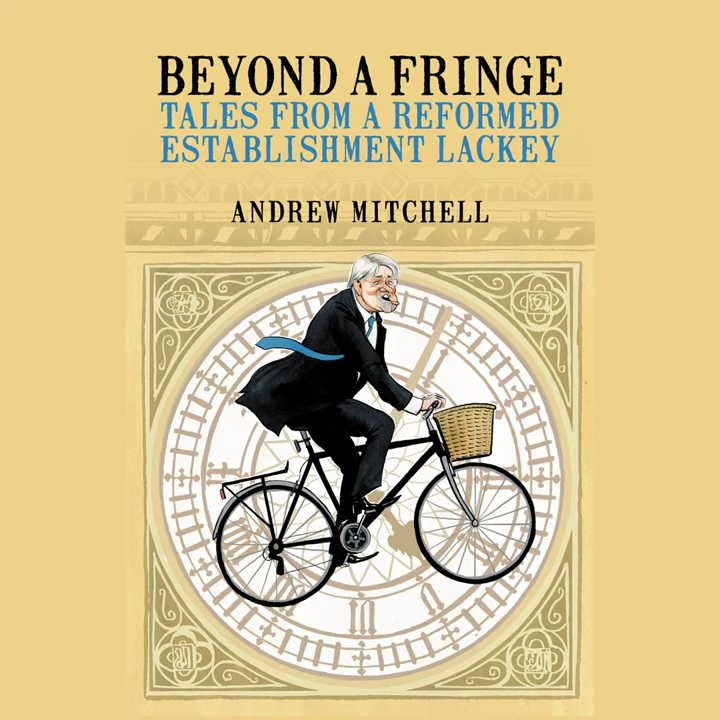 BEYOND A FRINGE
TALES FROM A REFORMED
ESTABLISHMENT LACKEY
ANDREW MITCHELL